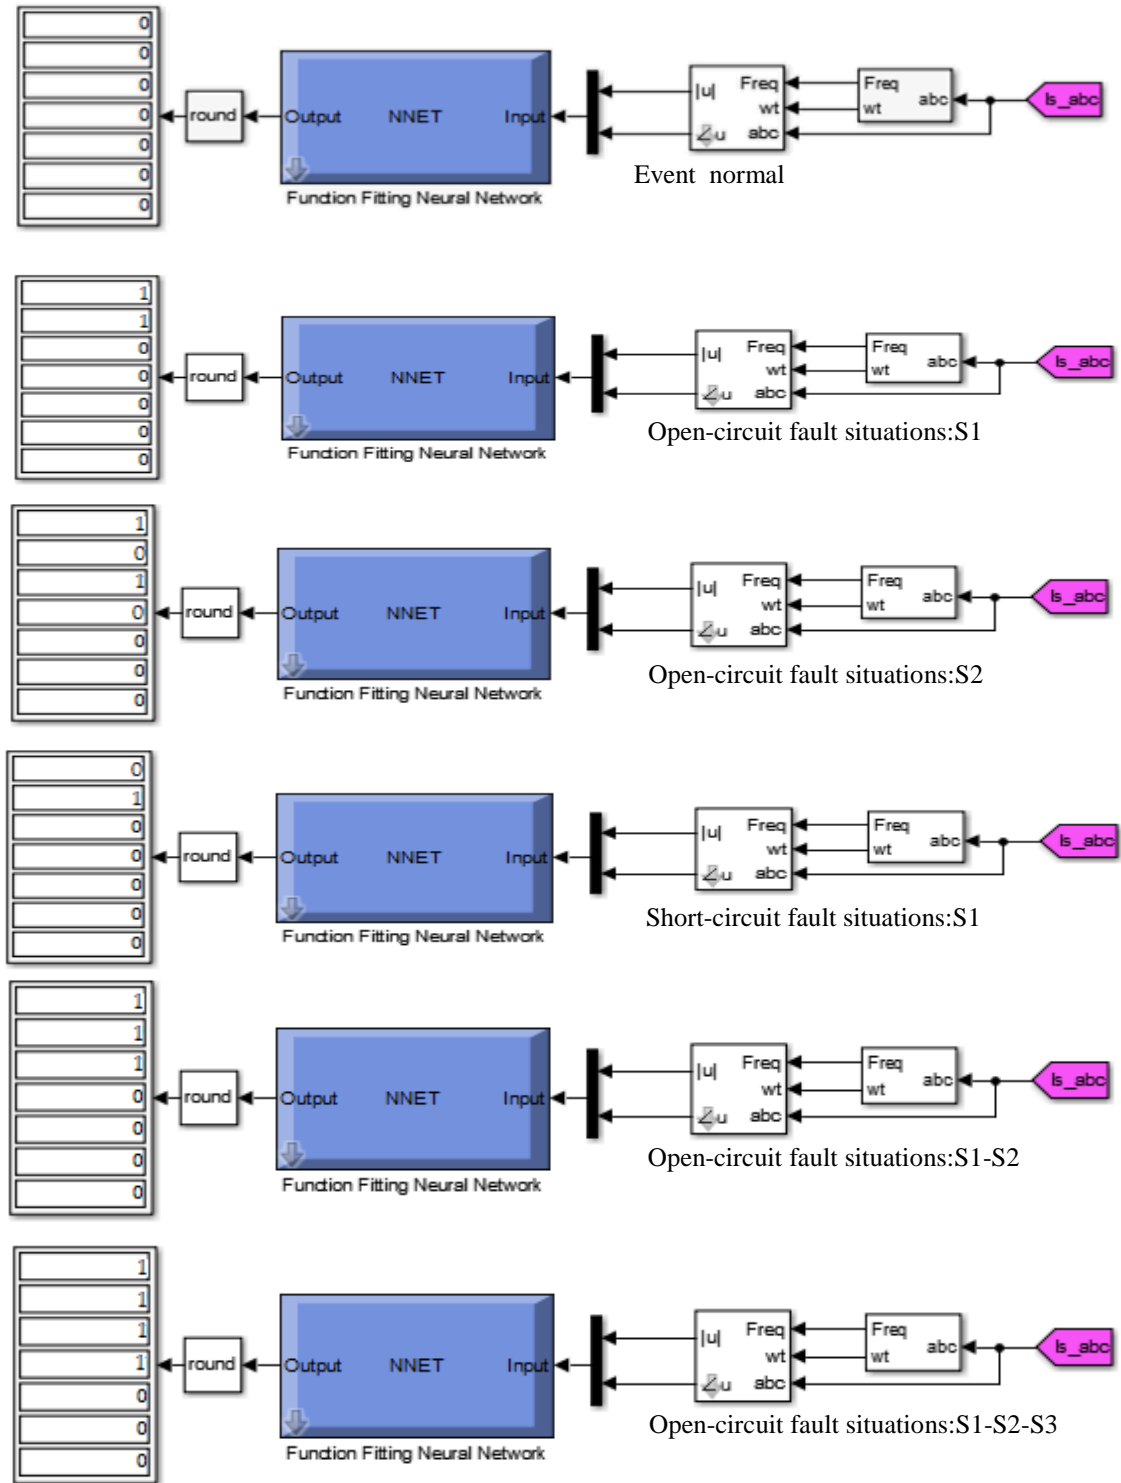 0
0
0
0
0
0
0
round
Output NNET Input
|u| Freq
wt
∠u abc
Freq
wt abc
Is_abc
Event normal
Function Fitting Neural Network
1
1
0
0
0
0
0
round
Output NNET Input
|u| Freq
wt
∠u abc
Freq
wt abc
Is_abc
Open-circuit fault situations:S1
Function Fitting Neural Network
1
0
1
0
0
0
0
round
Output NNET Input
|u| Freq
wt
∠u abc
Freq
wt abc
Is_abc
Open-circuit fault situations:S2
Function Fitting Neural Network
0
1
0
0
0
0
0
round
Output NNET Input
|u| Freq
wt
∠u abc
Freq
wt abc
Is_abc
Short-circuit fault situations:S1
Function Fitting Neural Network
1
1
1
0
0
0
0
round
Output NNET Input
|u| Freq
wt
∠u abc
Freq
wt abc
Is_abc
Open-circuit fault situations:S1-S2
Function Fitting Neural Network
1
1
1
1
0
0
0
round
Output NNET Input
|u| Freq
wt
∠u abc
Freq
wt abc
Is_abc
Open-circuit fault situations:S1-S2-S3
Function Fitting Neural Network